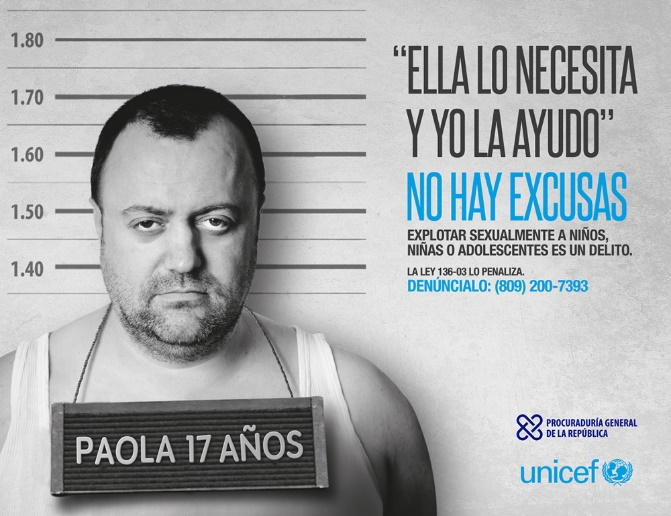 1.80
1.70
1.60
1.50
1.40
PAOLA 17 AÑOS
“ELLA LO NECESITA
Y YO LA AYUDO”
NO HAY EXCUSAS
EXPLOTAR SEXUALMENTE A NIÑOS,
NIÑAS O ADOLESCENTES ES UN DELITO.
LA LEY 136-03 LO PENALIZA.
DENÚNCIALO: (809) 200-7393
PROCURADURÍA GENERAL
DE LA REPÚBLICA
unicef